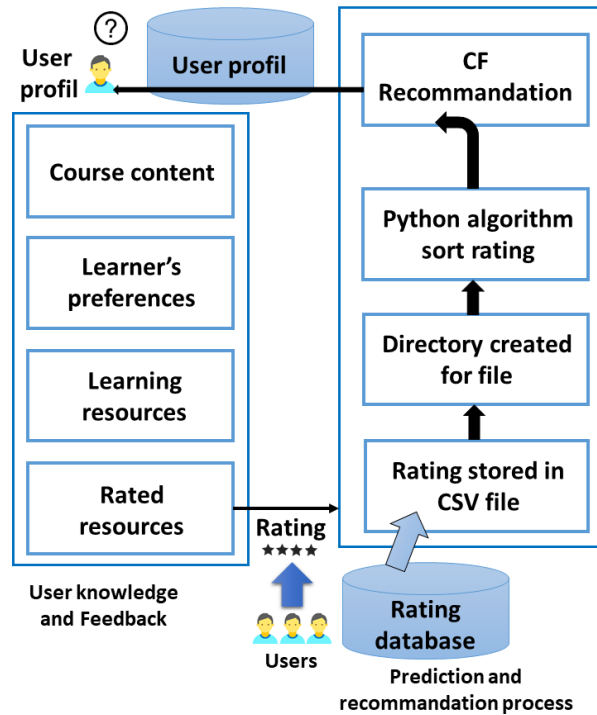 ?
User
profil
User profil
CF
Recommandation
Course content
Learner's
preferences
Learning
resources
Rated
resources
User knowledge
and Feedback
Python algorithm
sort rating
Directory created
for file
Rating stored in
CSV file
Rating
★★★★
Users
Rating
database
Prediction and
recommandation process